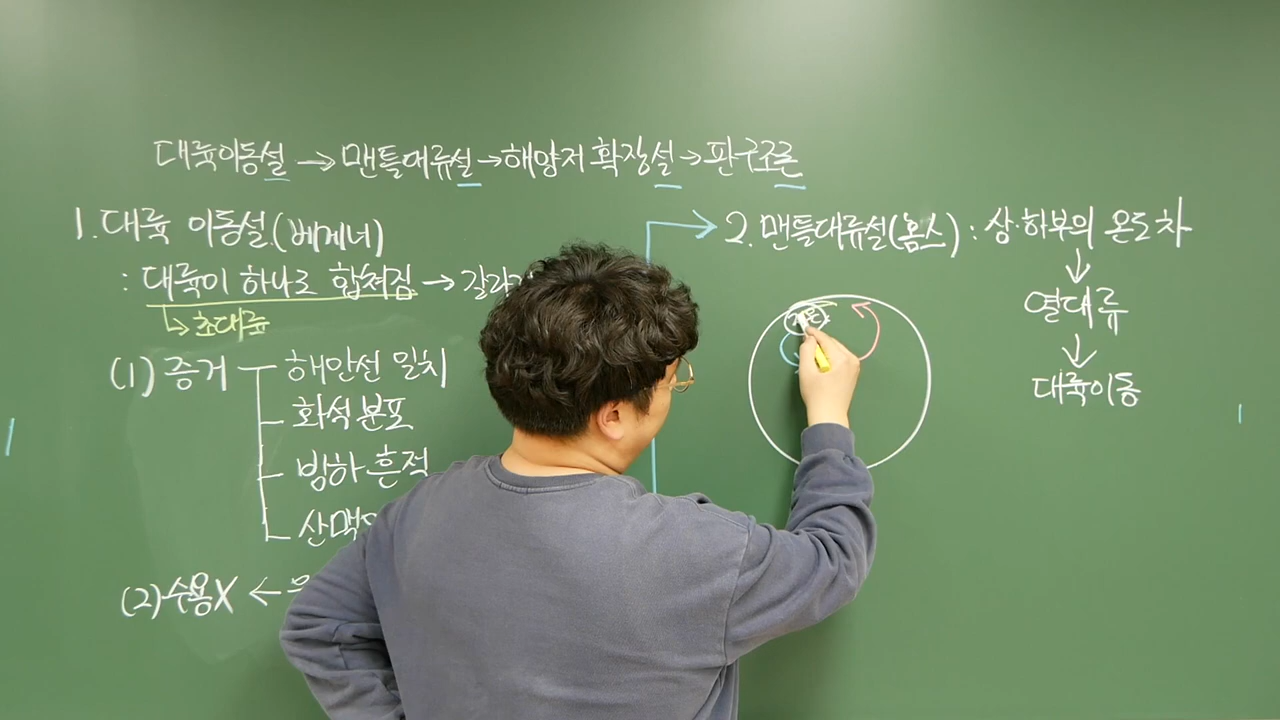 대륙이동설 → 맨틀대류설 → 해양저 확장설 → 판구조론
1. 대륙 이동설.(베게너)
: 대륙이 하나로 합쳐짐 → 갈라
↳ 초대륙
(1) 증거
해안선 일치
화석 분포
빙하 흔적
산맥
(2) 수용X ←
2. 맨틀대류설(홈스) : 상·하부의 온도차
↓
열대류
↓
대륙이동